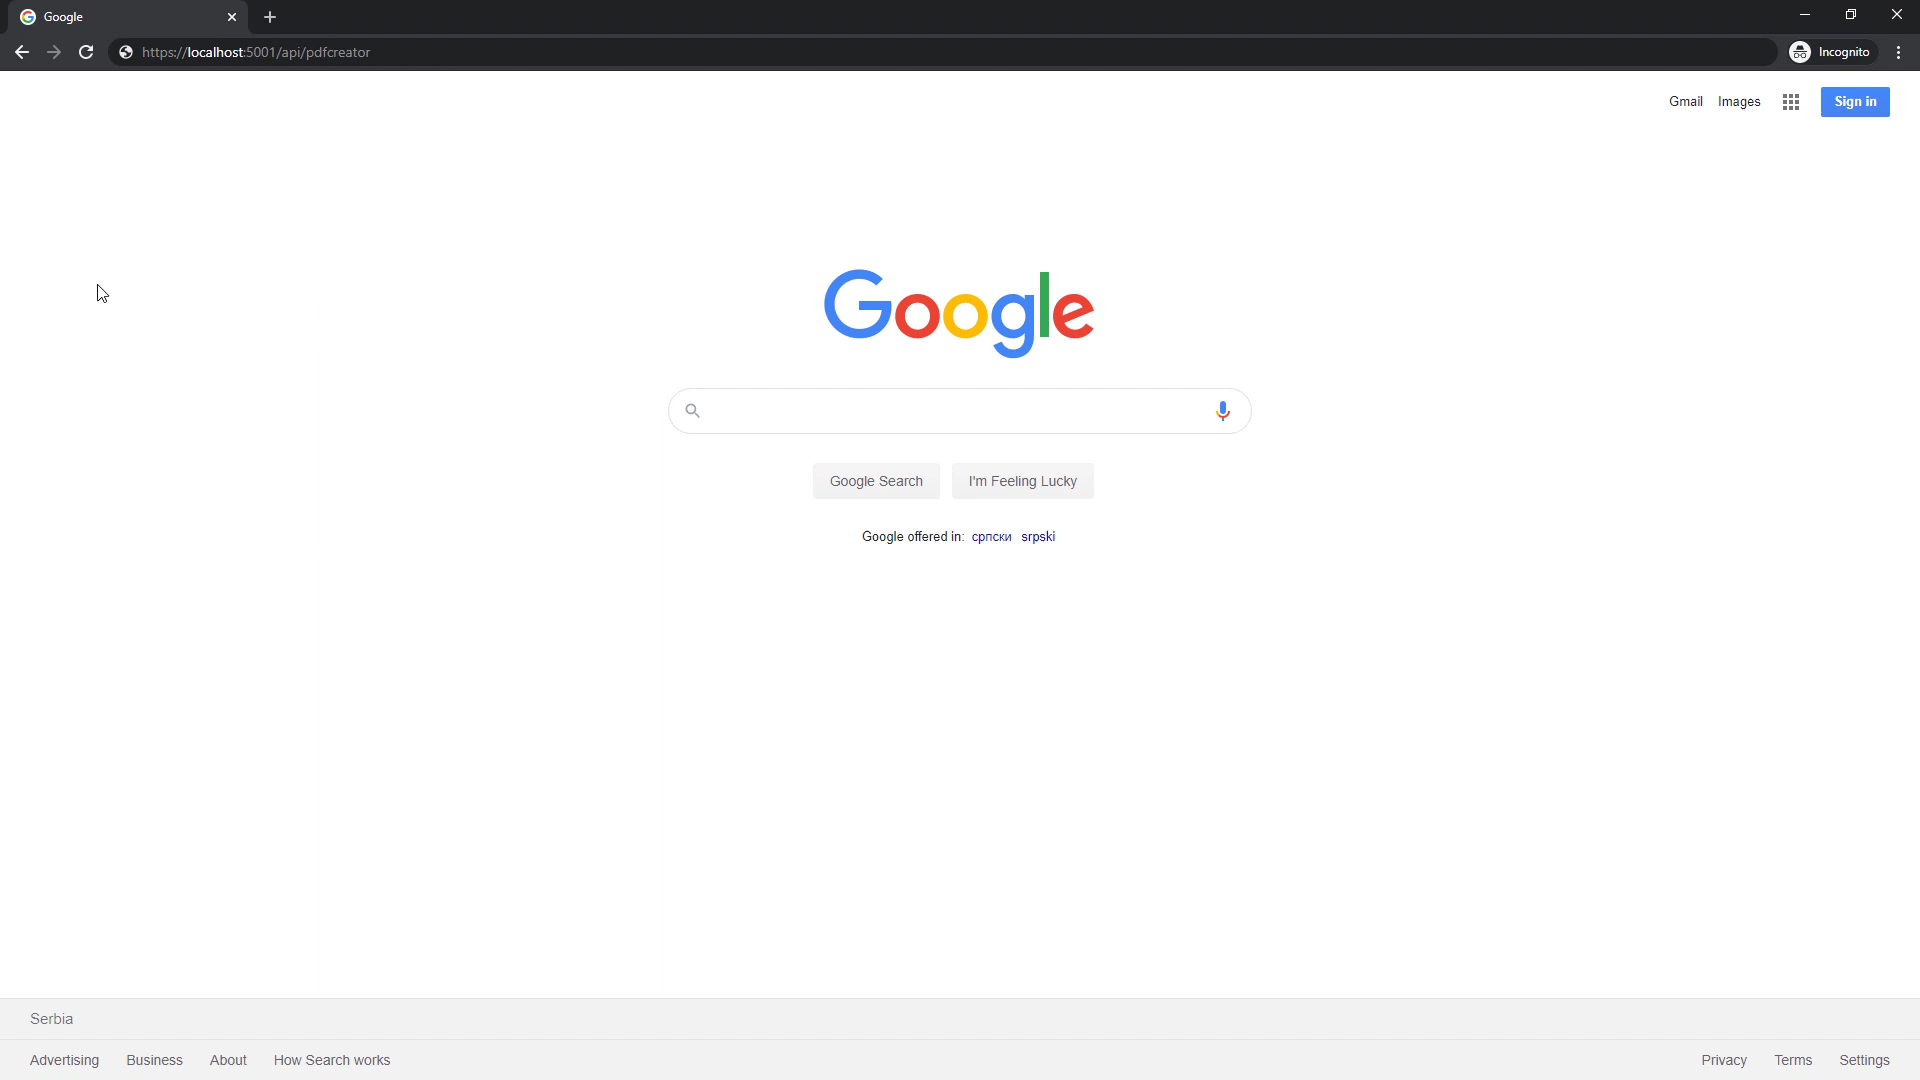 Google
https://localhost:5001/api/pdfcreator
Incognito
Gmail Images Sign in
Google
Google Search I'm Feeling Lucky
Google offered in: српски srpski
Serbia
Advertising Business About How Search works Privacy Terms Settings